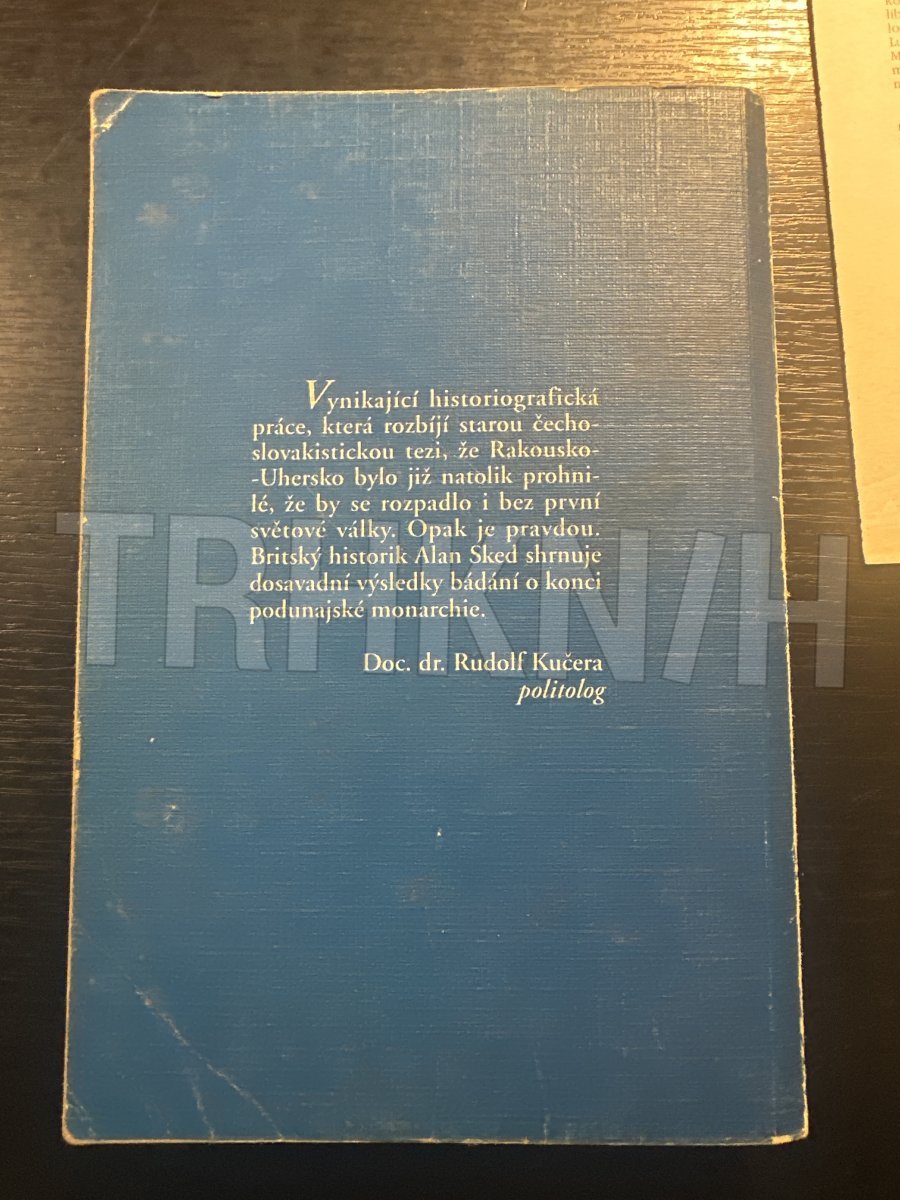 Vynikající historiografická
práce, která rozbíjí starou čecho-
slovakistickou tezi, že Rakousko-
-Uhersko bylo již natolik prohni-
lé, že by se rozpadlo i bez první
světové války. Opak je pravdou.
Britský historik Alan Sked shrnuje
dosavadní výsledky bádání o konci
podunajské monarchie.
Doc. dr. Rudolf Kučera
politolog